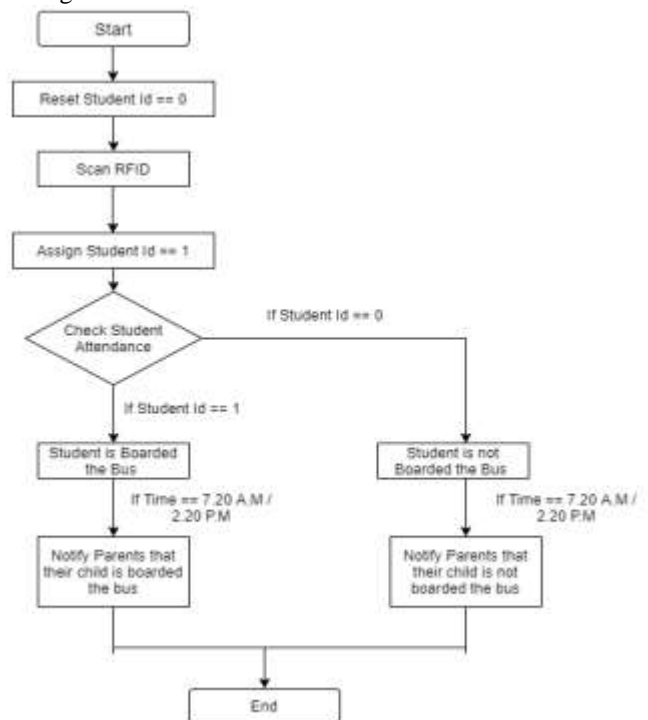 Start
Reset Student Id == 0
Scan RFID
Assign Student Id == 1
Check Student
Attendance
If Student Id == 0
If Student Id == 1
Student is Boarded
the Bus
Student is not
Boarded the Bus
If Time == 7.20 A.M /
2.20 P.M
If Time == 7.20 A.M /
2.20 P.M
Notify Parents that
their child is boarded
the bus
Notify Parents that
their child is not
boarded the bus
End